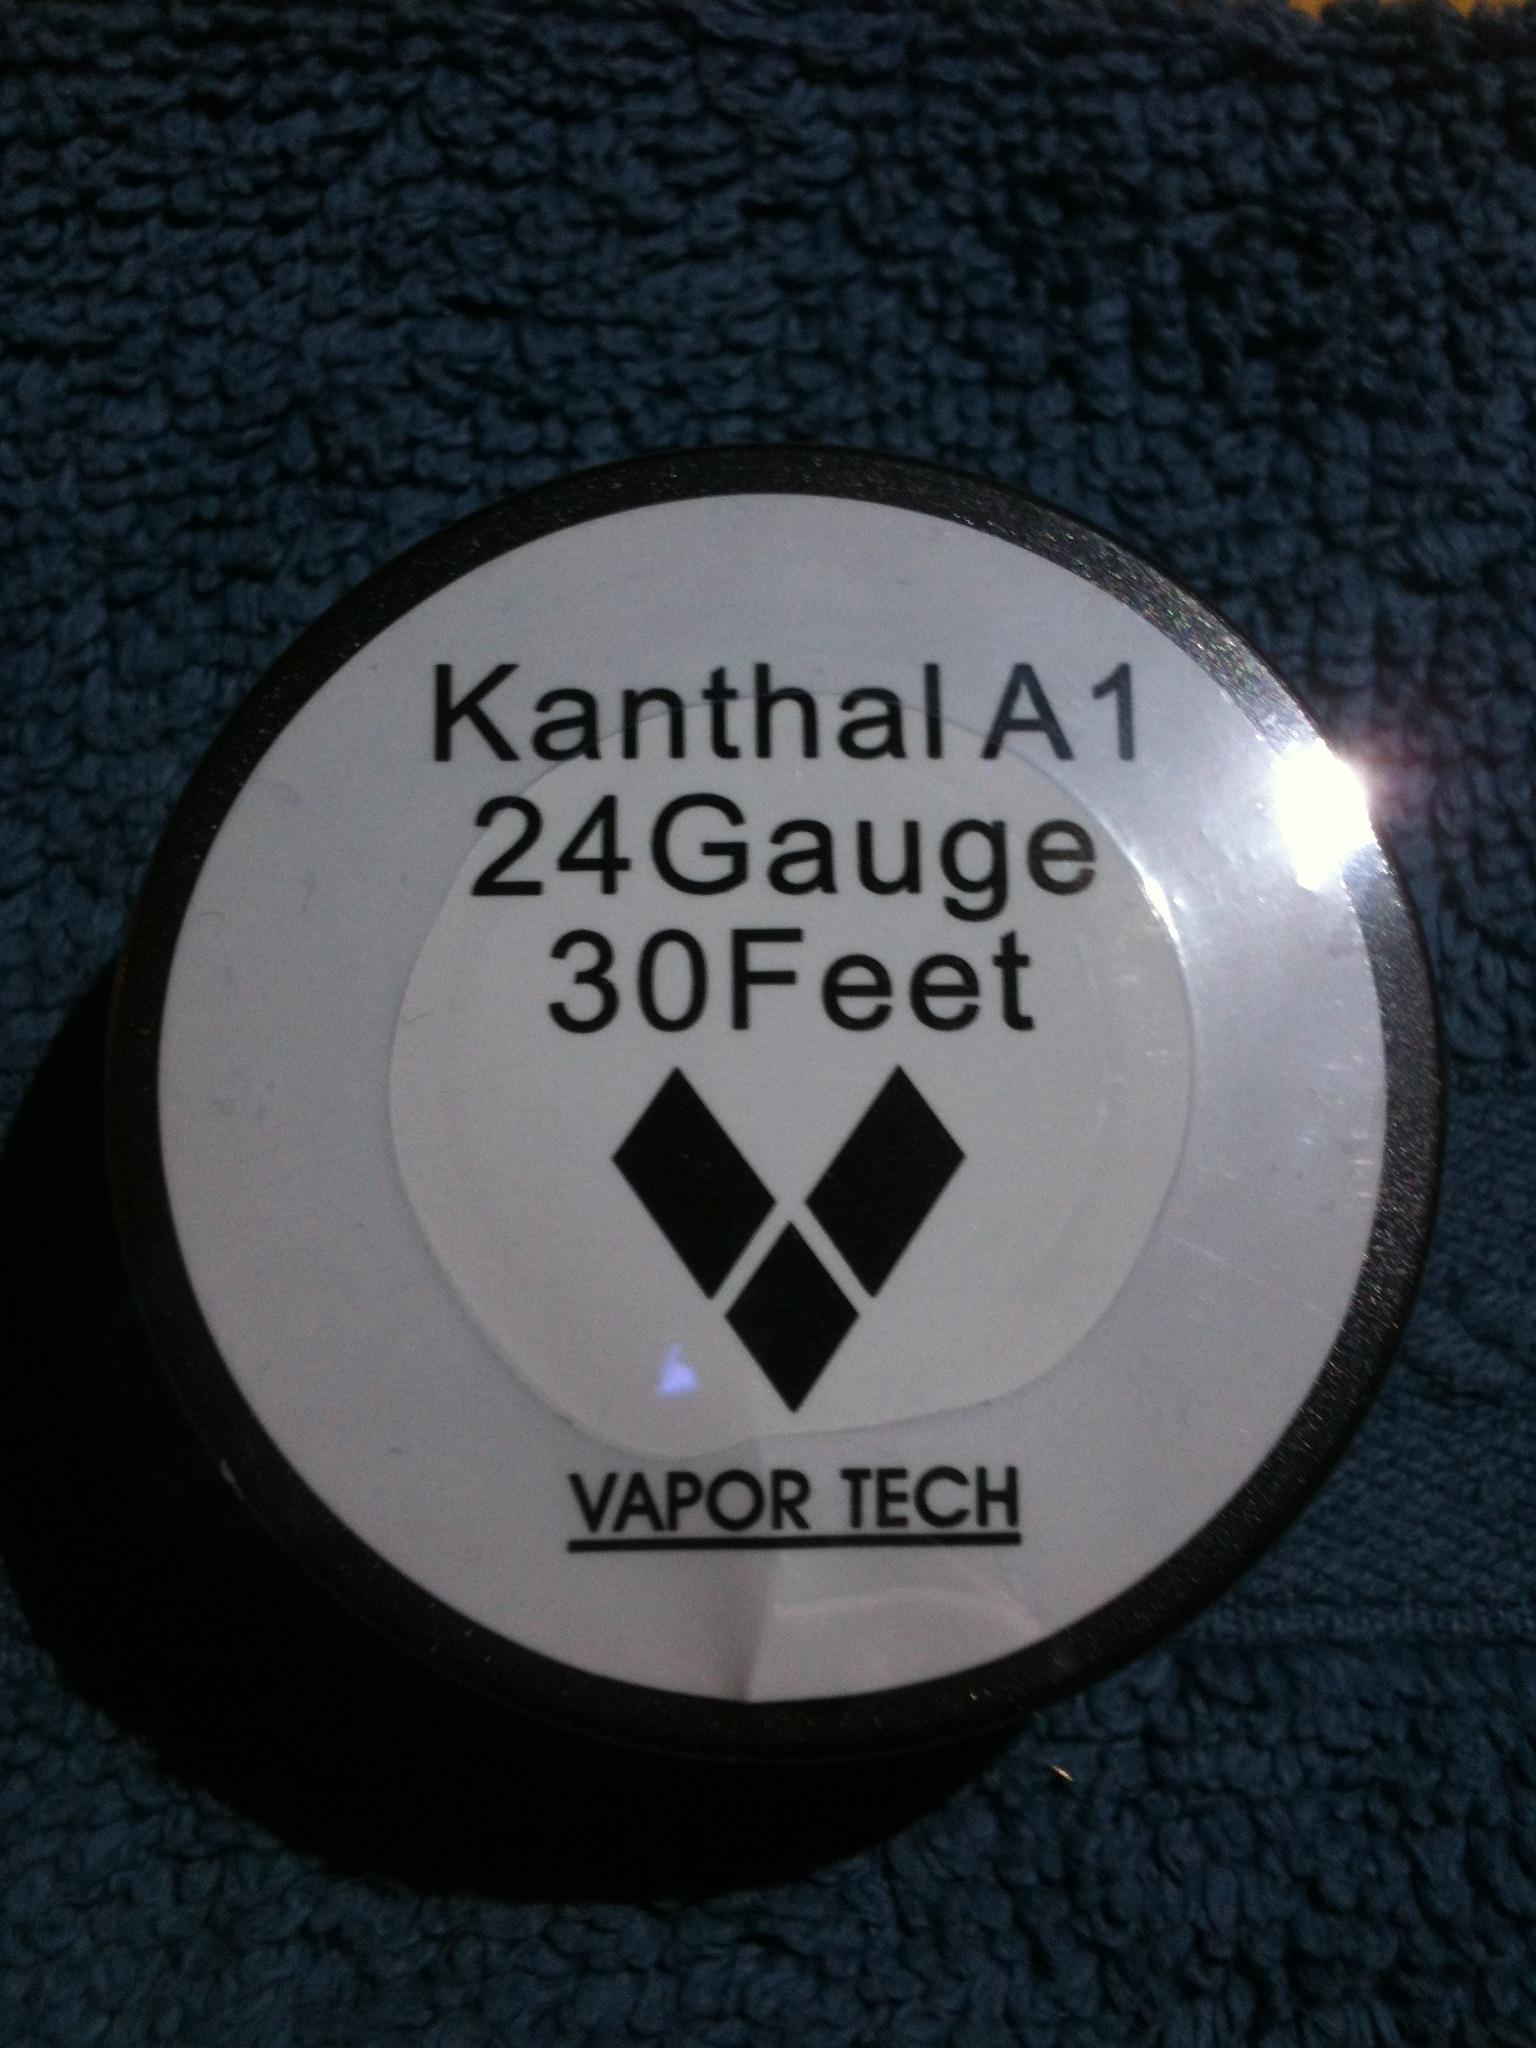 Kanthal A1
24Gauge
30Feet
VAPOR TECH